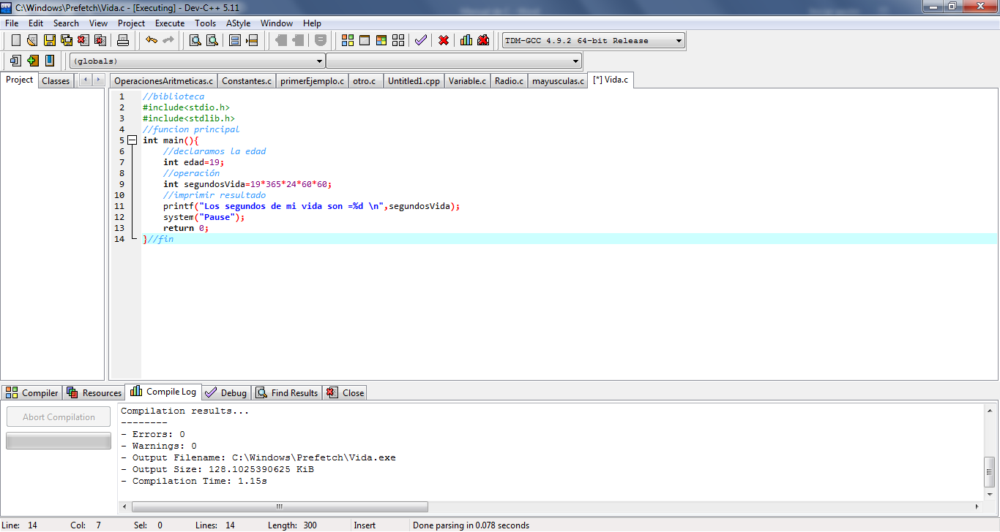 C:\Windows\Prefetch\Vida.c - [Executing] - Dev-C++ 5.11
File Edit Search View Project Execute Tools AStyle Window Help
TDM-GCC 4.9.2 64-bit Release
(globals)
Project Classes
OperacionesAritmeticas.c Constantes.c primerEjemplo.c otro.c Untitled1.cpp Variable.c Radio.c mayusculas.c [*] Vida.c
1 //biblioteca
2 #include<stdio.h>
3 #include<stdlib.h>
4 //funcion principal
5 int main(){
6 //declaramos la edad
7 int edad=19;
8 //operación
9 int segundosVida=19*365*24*60*60;
10 //imprimir resultado
11 printf("Los segundos de mi vida son =%d \n",segundosVida);
12 system("Pause");
13 return 0;
14 }//fin
Compiler Resources Compile Log Debug Find Results Close
Abort Compilation
Compilation results...
--------
- Errors: 0
- Warnings: 0
- Output Filename: C:\Windows\Prefetch\Vida.exe
- Output Size: 128.1025390625 KiB
- Compilation Time: 1.15s
Line: 14 Col: 7 Sel: 0 Lines: 14 Length: 300 Insert Done parsing in 0.078 seconds